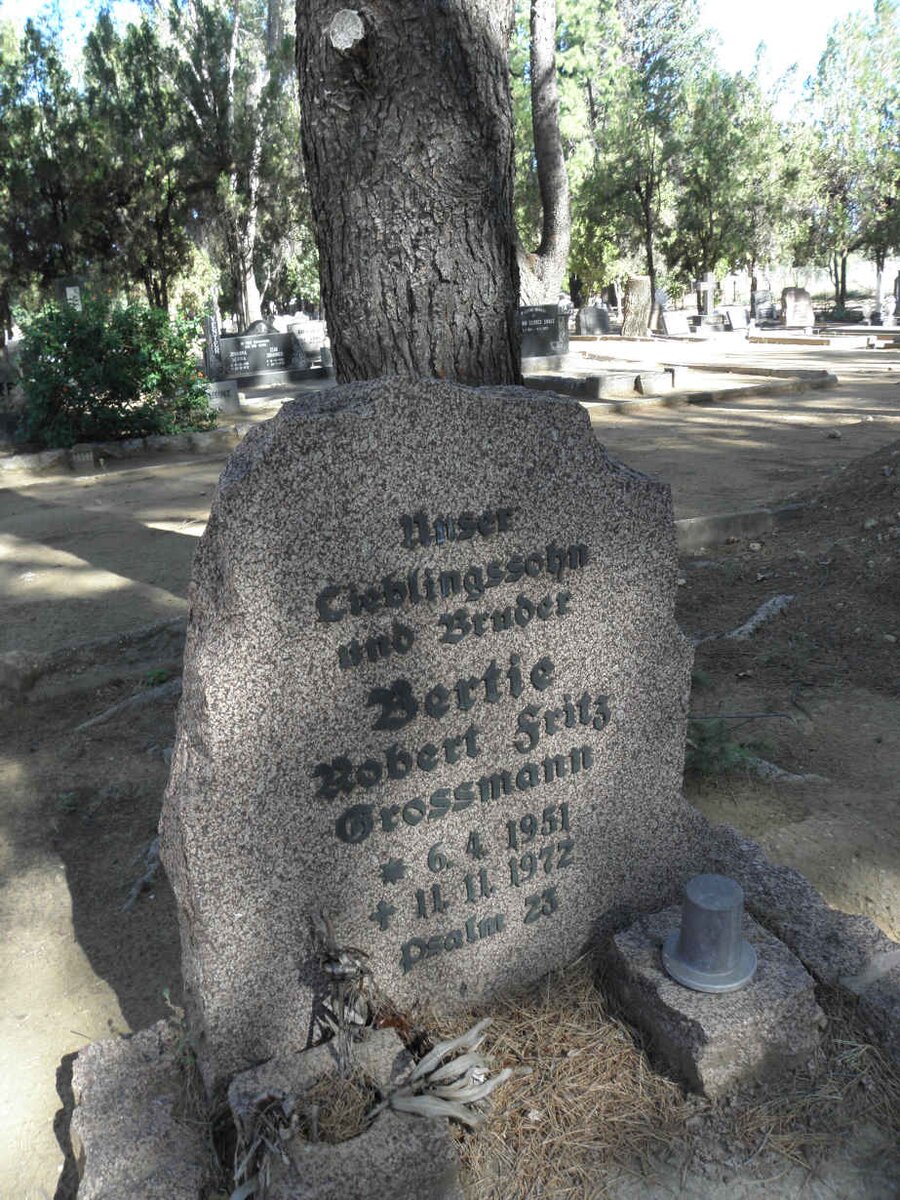 Unser
Lieblingssohn
und Bruder
Bertie
Robert Fritz
Grossmann
* 6. 4 1951
+ 11. 11. 1972
Psalm 23